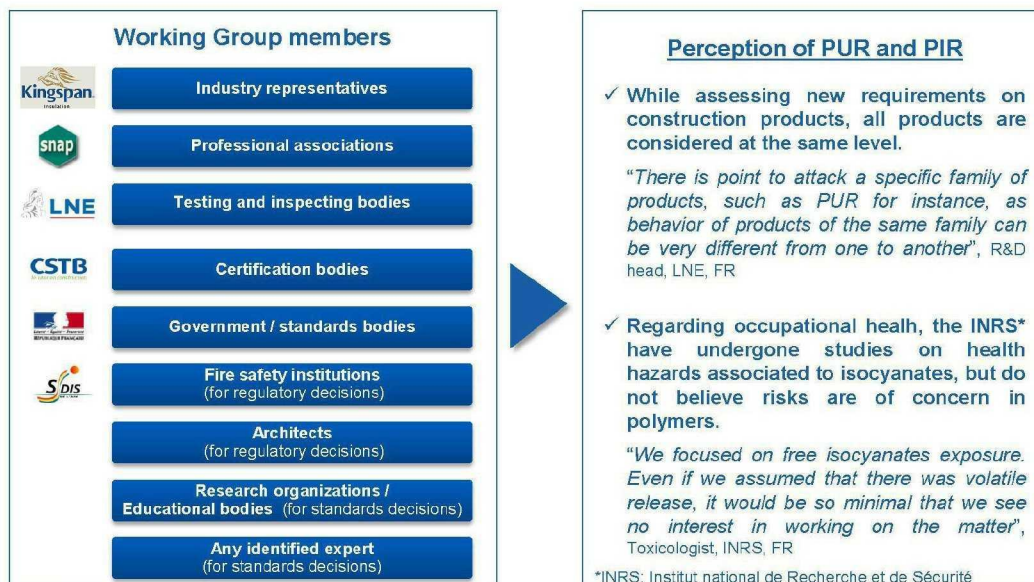 Working Group members
Kingspan
insulation
Industry representatives
snap
Professional associations
LNE
Testing and inspecting bodies
CSTB
Certification bodies
RÉPUBLIQUE FRANÇAISE
Government / standards bodies
SDIS
Fire safety institutions
(for regulatory decisions)
Architects
(for regulatory decisions)
Research organizations /
Educational bodies (for standards decisions)
Any identified expert
(for standards decisions)
Perception of PUR and PIR
✓ While assessing new requirements on
construction products, all products are
considered at the same level.
“There is point to attack a specific family of
products, such as PUR for instance, as
behavior of products of the same family can
be very different from one to another”, R&D
head, LNE, FR
✓ Regarding occupational healh, the INRS*
have undergone studies on health
hazards associated to isocyanates, but do
not believe risks are of concern in
polymers.
“We focused on free isocyanates exposure.
Even if we assumed that there was volatile
release, it would be so minimal that we see
no interest in working on the matter”,
Toxicologist, INRS, FR
*INRS: Institut national de Recherche et de Sécurité